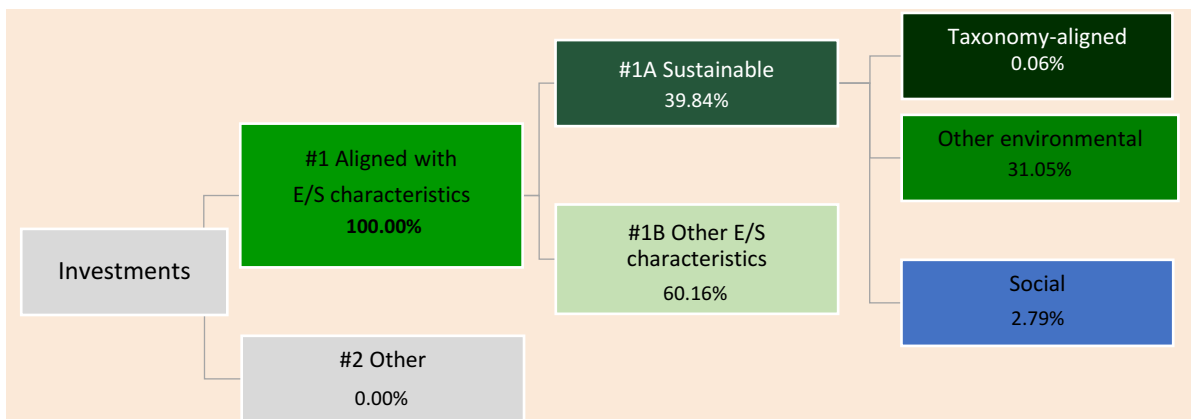 Investments
#1 Aligned with
E/S characteristics
100.00%
#2 Other
0.00%
#1A Sustainable
39.84%
#1B Other E/S
characteristics
60.16%
Taxonomy-aligned
0.06%
Other environmental
31.05%
Social
2.79%